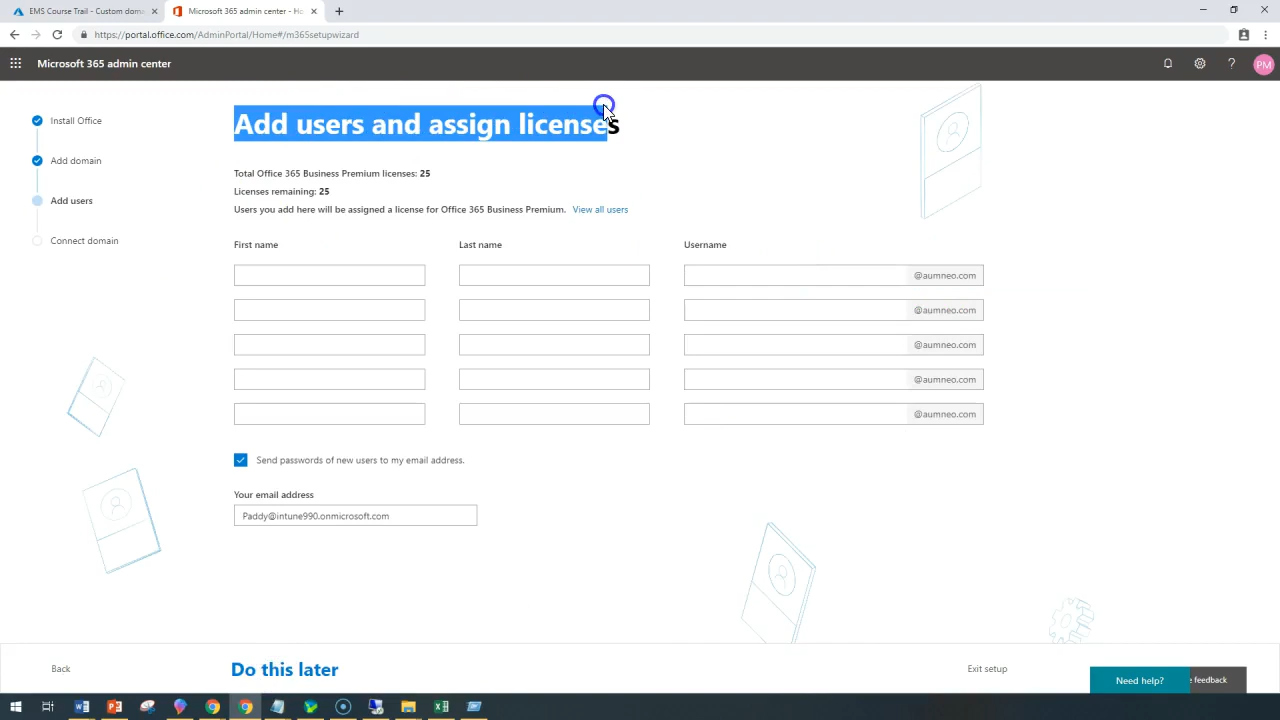 EMS Course Trail - Custom doma
Microsoft 365 admin center - Ho
https://portal.office.com/AdminPortal/Home#/m365setupwizard
Microsoft 365 admin center
PM
Install Office
Add domain
Add users
Connect domain
Add users and assign licenses
Total Office 365 Business Premium licenses: 25
Licenses remaining: 25
Users you add here will be assigned a license for Office 365 Business Premium. View all users
First name Last name Username
@aumneo.com
@aumneo.com
@aumneo.com
@aumneo.com
@aumneo.com
Send passwords of new users to my email address.
Your email address
Paddy@intune990.onmicrosoft.com
Back Do this later Exit setup
Need help? feedback